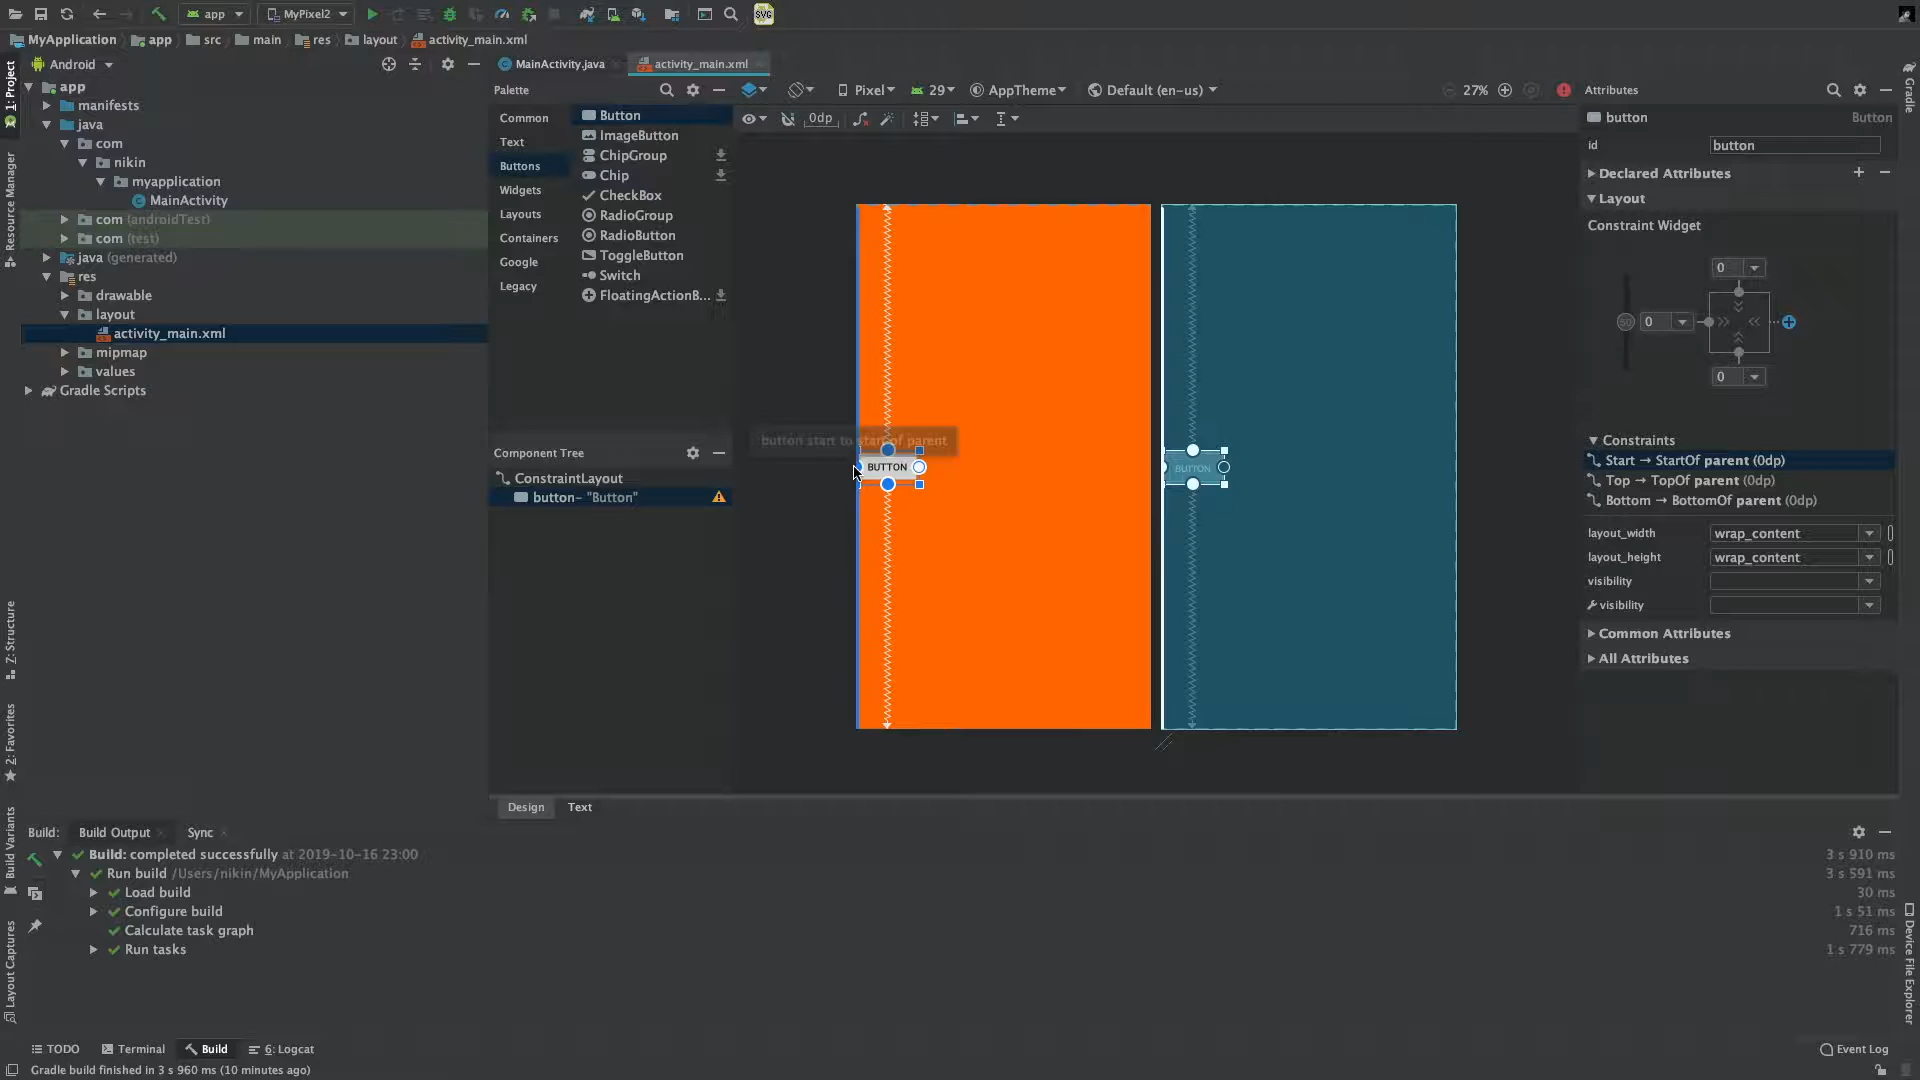 app
MyPixel2
SVG
MyApplication
app
src
main
res
layout
activity_main.xml
Android
MainActivity.java
activity_main.xml
1: Project
Resource Manager
Z: Structure
2: Favorites
Build Variants
Layout Captures
app
manifests
java
com
nikin
myapplication
MainActivity
com (androidTest)
com (test)
java (generated)
res
drawable
layout
activity_main.xml
mipmap
values
Gradle Scripts
Palette
Common
Text
Buttons
Widgets
Layouts
Containers
Google
Legacy
Button
ImageButton
ChipGroup
Chip
CheckBox
RadioGroup
RadioButton
ToggleButton
Switch
FloatingActionB...
Component Tree
ConstraintLayout
button- "Button"
Pixel
29
AppTheme
Default (en-us)
27%
0dp
button start to start of parent
BUTTON
BUTTON
Design
Text
Attributes
button
Button
id
button
Declared Attributes
Layout
Constraint Widget
0
50
0
0
Constraints
Start → StartOf parent (0dp)
Top → TopOf parent (0dp)
Bottom → BottomOf parent (0dp)
layout_width
wrap_content
layout_height
wrap_content
visibility
visibility
Common Attributes
All Attributes
Gradle
Device File Explorer
Build:
Build Output
Sync
Build: completed successfully at 2019-10-16 23:00
3 s 910 ms
Run build /Users/nikin/MyApplication
3 s 591 ms
Load build
30 ms
Configure build
1 s 51 ms
Calculate task graph
716 ms
Run tasks
1 s 779 ms
TODO
Terminal
Build
6: Logcat
Event Log
Gradle build finished in 3 s 960 ms (10 minutes ago)